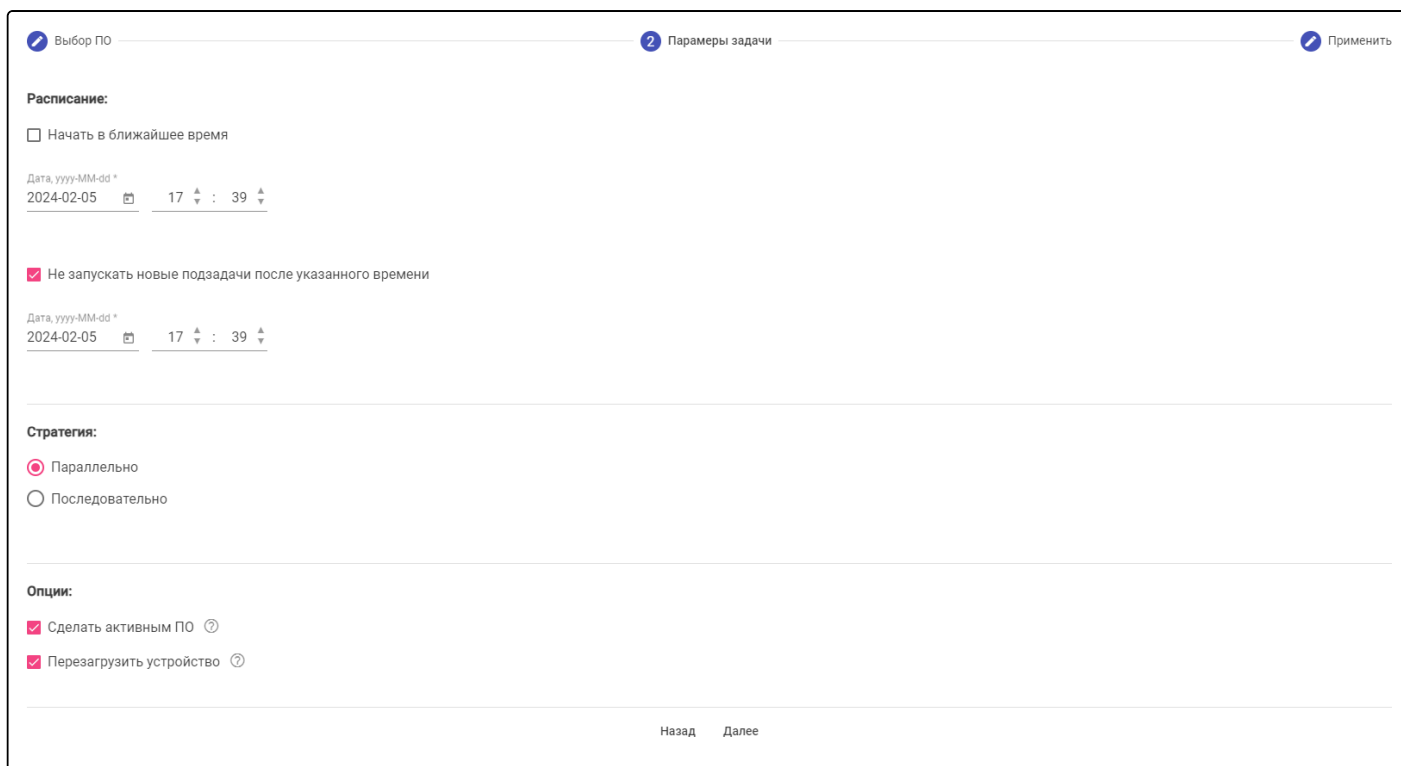 Выбор ПО 2 Парамеры задачи Применить
Расписание:
Начать в ближайшее время
Дата, yyyy-MM-dd *
2024-02-05 17 : 39
Не запускать новые подзадачи после указанного времени
Дата, yyyy-MM-dd *
2024-02-05 17 : 39
Стратегия:
Параллельно
Последовательно
Опции:
Сделать активным ПО ?
Перезагрузить устройство ?
Назад Далее